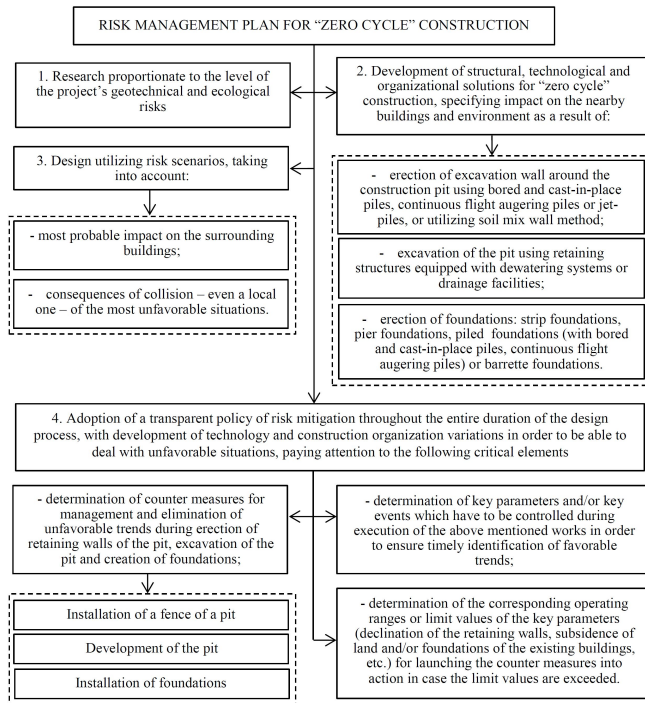 RISK MANAGEMENT PLAN FOR “ZERO CYCLE” CONSTRUCTION
1. Research proportionate to the level of
the project’s geotechnical and ecological
risks
2. Development of structural, technological and
organizational solutions for “zero cycle”
construction, specifying impact on the nearby
buildings and environment as a result of:
3. Design utilizing risk scenarios, taking
into account:
- most probable impact on the surrounding
buildings;
- consequences of collision – even a local
one – of the most unfavorable situations.
- erection of excavation wall around the
construction pit using bored and cast-in-place
piles, continuous flight augering piles or jet-
piles, or utilizing soil mix wall method;
- excavation of the pit using retaining
structures equipped with dewatering systems or
drainage facilities;
- erection of foundations: strip foundations,
pier foundations, piled foundations (with bored
and cast-in-place piles, continuous flight
augering piles) or barrette foundations.
4. Adoption of a transparent policy of risk mitigation throughout the entire duration of the design
process, with development of technology and construction organization variations in order to be able to
deal with unfavorable situations, paying attention to the following critical elements
- determination of counter measures for
management and elimination of
unfavorable trends during erection of
retaining walls of the pit, excavation of the
pit and creation of foundations;
- determination of key parameters and/or key
events which have to be controlled during
execution of the above mentioned works in order
to ensure timely identification of favorable
trends;
Installation of a fence of a pit
Development of the pit
Installation of foundations
- determination of the corresponding operating
ranges or limit values of the key parameters
(declination of the retaining walls, subsidence of
land and/or foundations of the existing buildings,
etc.) for launching the counter measures into
action in case the limit values are exceeded.